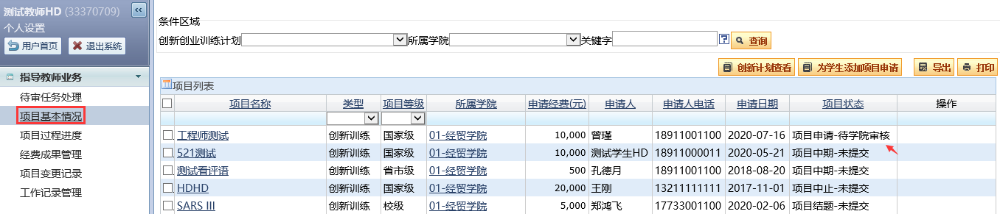 测试教师HD (33370709)
个人设置
用户首页 退出系统
指导教师业务
待审任务处理
项目基本情况
项目过程进度
经费成果管理
项目变更记录
工作记录管理
条件区域
创新创业训练计划 所属学院 关键字 ? 查询
创新计划查看 为学生添加项目申请 导出 打印
项目列表
项目名称 类型 项目等级 所属学院 申请经费(元) 申请人 申请人电话 申请日期 项目状态 操作
工程师测试 创新训练 国家级 01-经贸学院 10,000 曾瑾 18911001100 2020-07-16 项目申请-待学院审核
521测试 创新训练 国家级 01-经贸学院 10,000 测试学生HD 18911000011 2020-05-21 项目中期-未提交
测试看评语 创新训练 省市级 01-经贸学院 500 孔德月 18911001100 2018-08-20 项目中期-未提交
HDHD 创新训练 国家级 01-经贸学院 20,000 王刚 13211111111 2017-11-01 项目中止-未提交
SARS III 创新训练 校级 01-经贸学院 5,000 郑鸿飞 17733001100 2020-02-06 项目结题-未提交